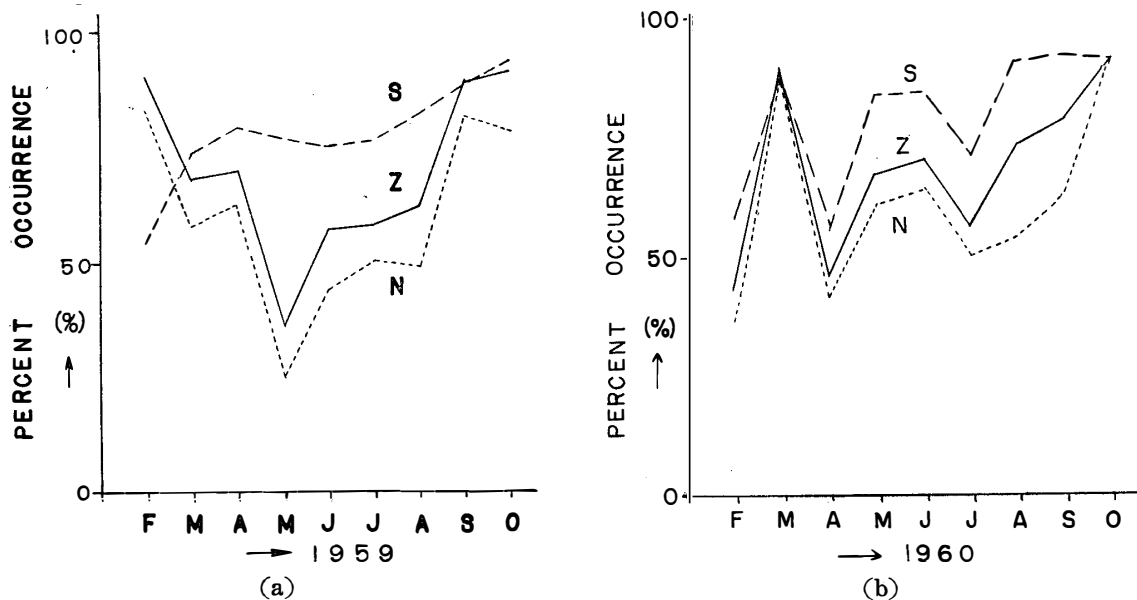 100
50
0
PERCENT (%) OCCURRENCE
S
Z
N
F M A M J J A S O
1959
(a)
100
50
0
PERCENT (%) OCCURRENCE
S
Z
N
F M A M J J A S O
1960
(b)